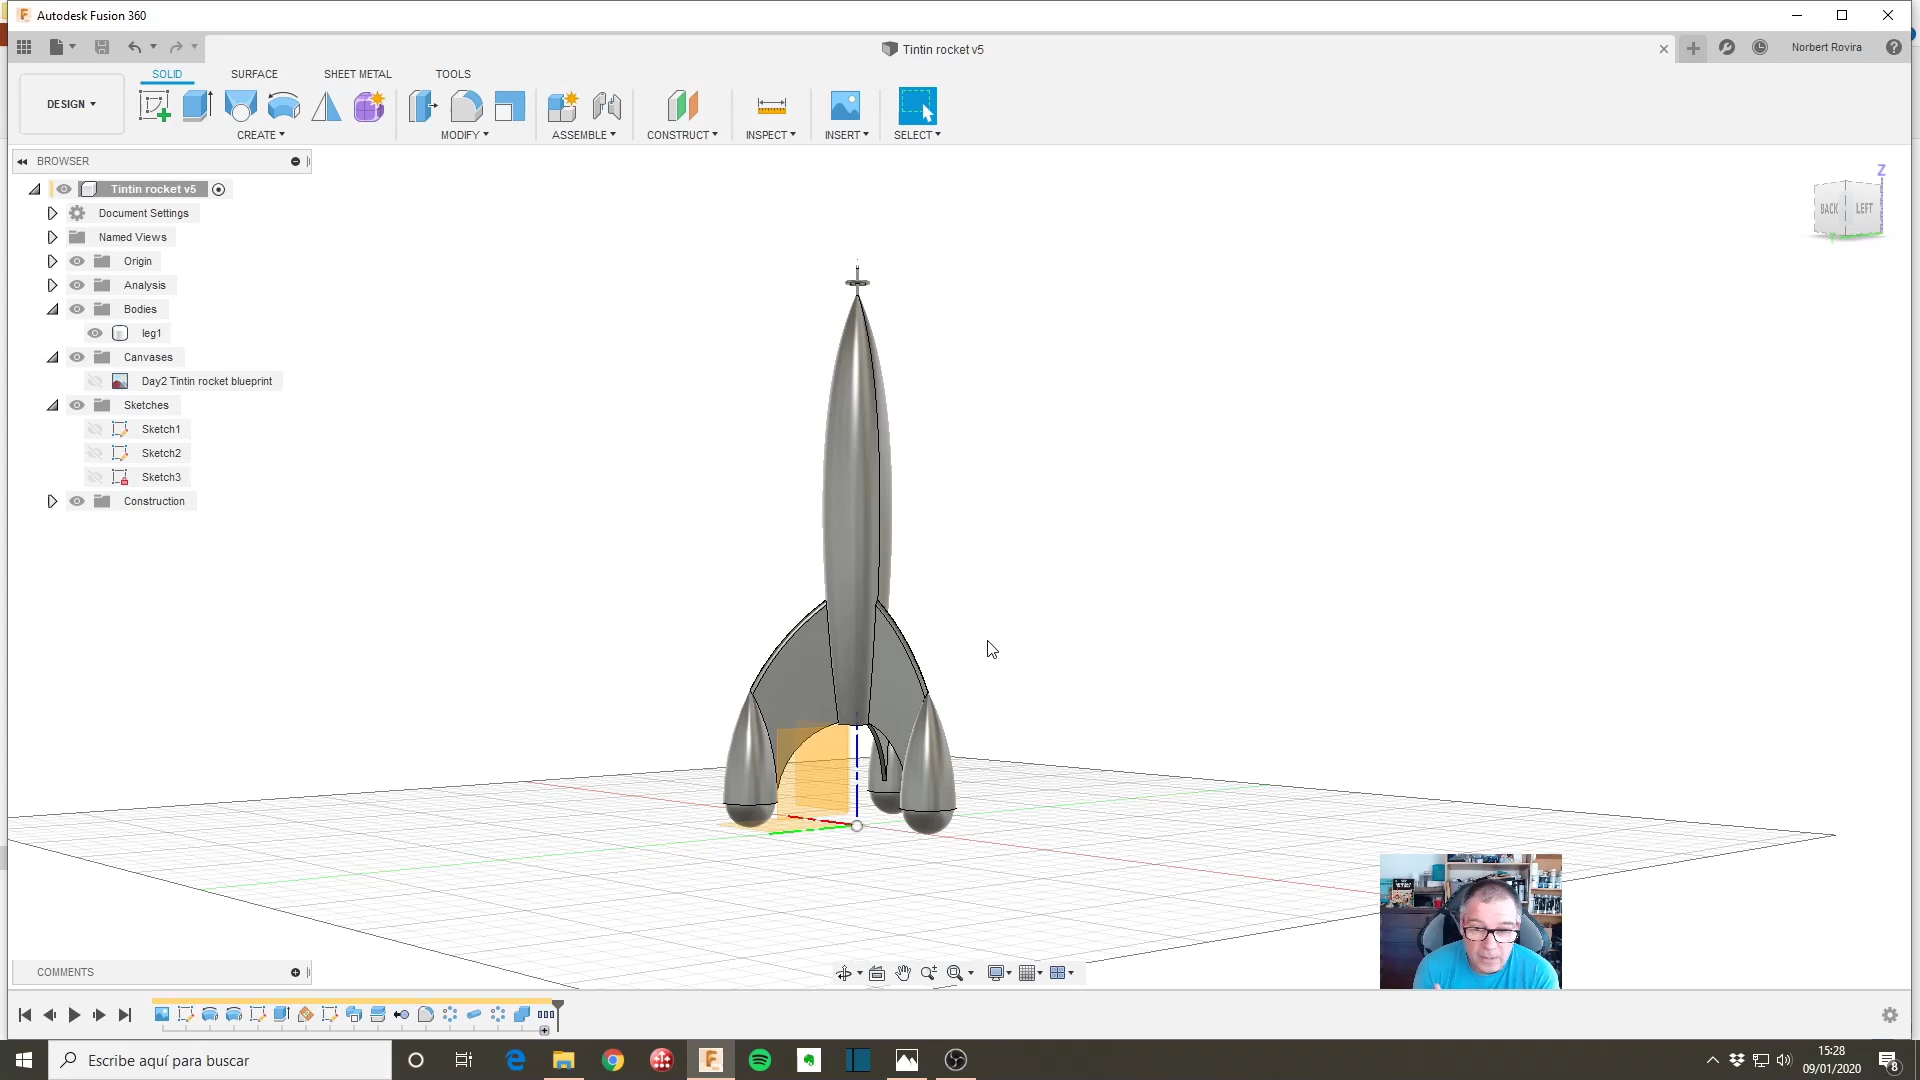 Autodesk Fusion 360
Tintin rocket v5
Norbert Rovira
SOLID SURFACE SHEET METAL TOOLS
DESIGN
CREATE MODIFY ASSEMBLE CONSTRUCT INSPECT INSERT SELECT
BROWSER
Tintin rocket v5
Document Settings
Named Views
Origin
Analysis
Bodies
leg1
Canvases
Day2 Tintin rocket blueprint
Sketches
Sketch1
Sketch2
Sketch3
Construction
Z
BACK LEFT
Y
COMMENTS
Escribe aquí para buscar
15:28
09/01/2020
8